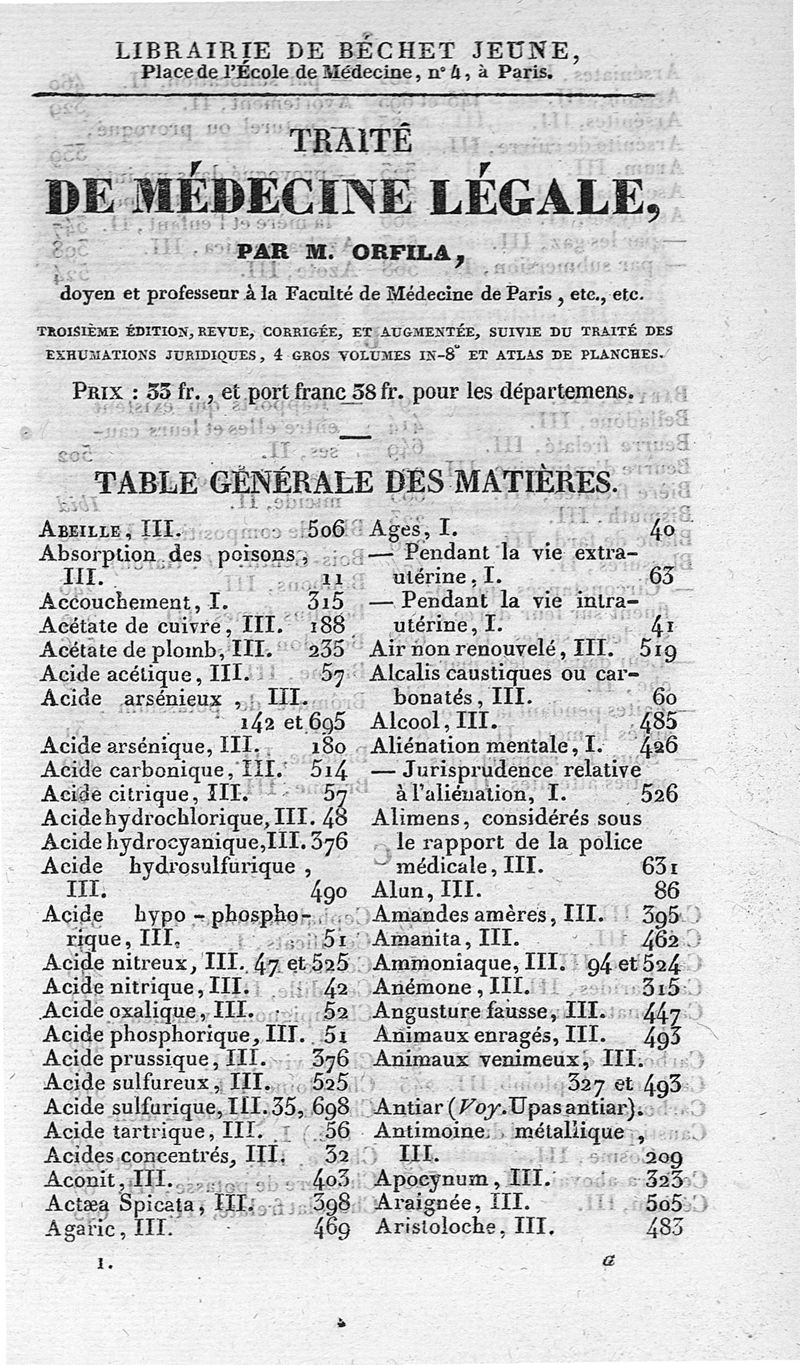 LIBRAIRIE DE BÉCHET JEUNE,
Place de l'École de Médecine, n° 4, à Paris.
TRAITÉ
DE MÉDECINE LÉGALE,
PAR M. ORFILA,
doyen et professeur à la Faculté de Médecine de Paris, etc., etc.
TROISIÈME ÉDITION, REVUE, CORRIGÉE, ET AUGMENTÉE, SUIVIE DU TRAITÉ DES
EXHUMATIONS JURIDIQUES, 4 GROS VOLUMES IN-8° ET ATLAS DE PLANCHES.
PRIX : 33 fr., et port franc 38 fr. pour les départemens.
TABLE GÉNÉRALE DES MATIÈRES.
ABEILLE, III. 506
Absorption des poisons,
III. 11
Accouchement, I. 315
Acétate de cuivre, III. 188
Acétate de plomb, III. 235
Acide acétique, III. 57
Acide arsénieux, III.
142 et 695
Acide arsénique, III. 180
Acide carbonique, III. 514
Acide citrique, III. 57
Acide hydrochlorique, III. 48
Acide hydrocyanique, III. 376
Acide hydrosulfurique,
III. 490
Acide hypo-phospho-
rique, III. 51
Acide nitreux, III. 47 et 525
Acide nitrique, III. 42
Acide oxalique, III. 52
Acide phosphorique, III. 51
Acide prussique, III. 376
Acide sulfureux, III. 525
Acide sulfurique, III. 35, 698
Acide tartrique, III. 56
Acides concentrés, III. 32
Aconit, III. 403
Actæa Spicata, III. 398
Agaric, III. 469
Ages, I. 40
— Pendant la vie extra-
utérine, I. 63
— Pendant la vie intra-
utérine, I. 41
Air non renouvelé, III. 519
Alcalis caustiques ou car-
bonatés, III. 60
Alcool, III. 485
Aliénation mentale, I. 426
— Jurisprudence relative
à l'aliénation, I. 526
Alimens, considérés sous
le rapport de la police
médicale, III. 631
Alun, III. 86
Amandes amères, III. 395
Amanita, III. 462
Ammoniaque, III. 94 et 524
Anémone, III. 315
Angusture fausse, III. 447
Animaux enragés, III. 493
Animaux venimeux, III.
327 et 493
Antiar (Voy. Upas antiar).
Antimoine métallique,
III. 209
Apocynum, III. 323
Araignée, III. 505
Aristoloche, III. 483
I. a